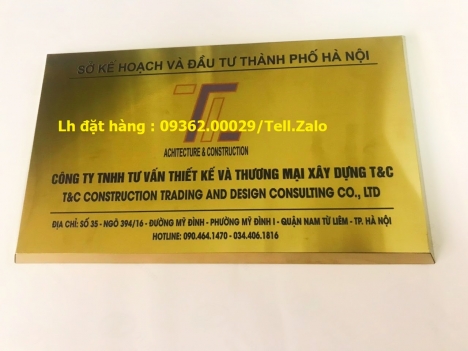 SỞ KẾ HOẠCH VÀ ĐẦU TƯ THÀNH PHỐ HÀ NỘI
TC
Lh đặt hàng : 09362.00029/Tell.Zalo
ACHITECTURE & CONSTRUCTION
CÔNG TY TNHH TƯ VẤN THIẾT KẾ VÀ THƯƠNG MẠI XÂY DỰNG T&C
T&C CONSTRUCTION TRADING AND DESIGN CONSULTING CO., LTD
ĐỊA CHỈ: SỐ 35 - NGÕ 394/16 - ĐƯỜNG MỸ ĐÌNH - PHƯỜNG MỸ ĐÌNH I - QUẬN NAM TỪ LIÊM - TP. HÀ NỘI
HOTLINE: 090.464.1470 - 034.406.1816